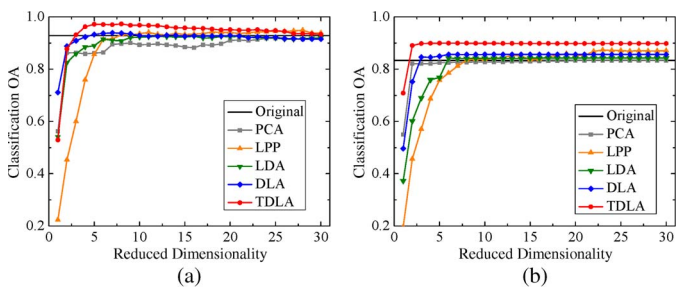 Classification OA
1.0
0.8
0.6
0.4
0.2
0 5 10 15 20 25 30
Reduced Dimensionality
Original
PCA
LPP
LDA
DLA
TDLA
(a)
Classification OA
1.0
0.8
0.6
0.4
0.2
0 5 10 15 20 25 30
Reduced Dimensionality
Original
PCA
LPP
LDA
DLA
TDLA
(b)